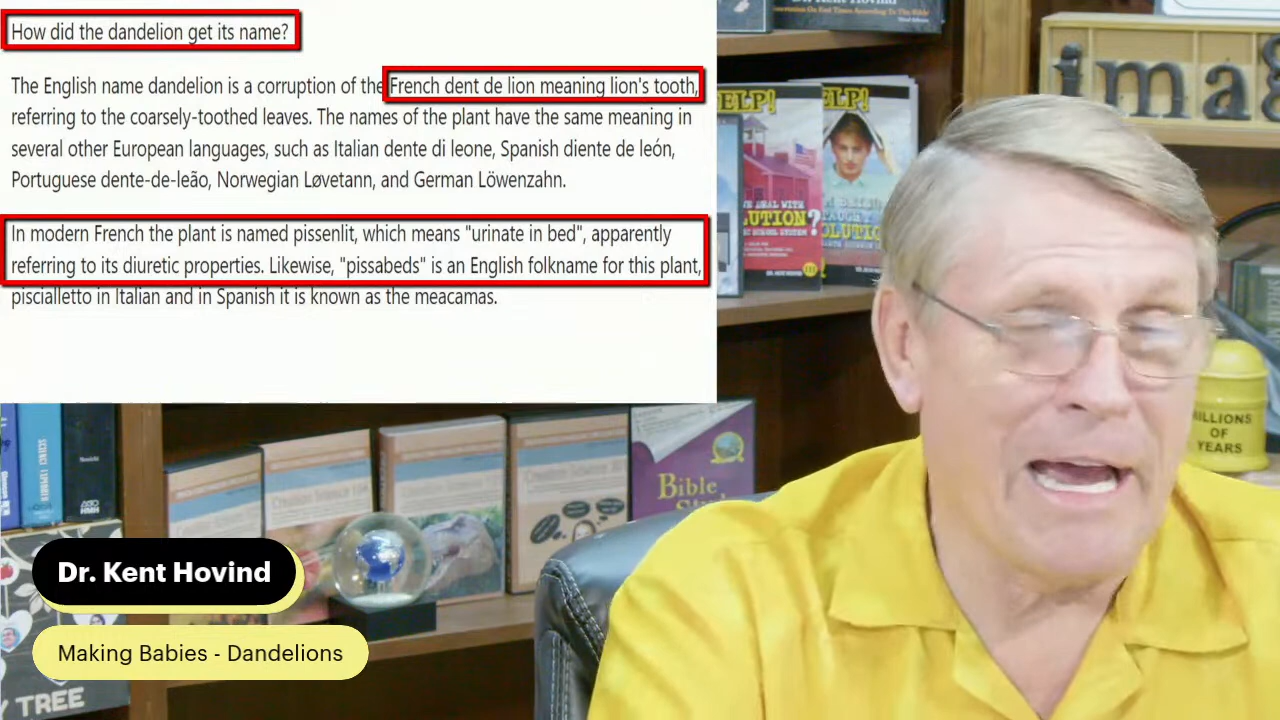 How did the dandelion get its name?
The English name dandelion is a corruption of the French dent de lion meaning lion's tooth,
referring to the coarsely-toothed leaves. The names of the plant have the same meaning in
several other European languages, such as Italian dente di leone, Spanish diente de león,
Portuguese dente-de-leão, Norwegian Løvetann, and German Löwenzahn.
In modern French the plant is named pissenlit, which means "urinate in bed", apparently
referring to its diuretic properties. Likewise, "pissabeds" is an English folkname for this plant,
piscialletto in Italian and in Spanish it is known as the meacamas.
imag
ELP!
ELP!
LUTION?
MILLIONS
OF
YEARS
Bible
Dr. Kent Hovind
Making Babies - Dandelions
TREE